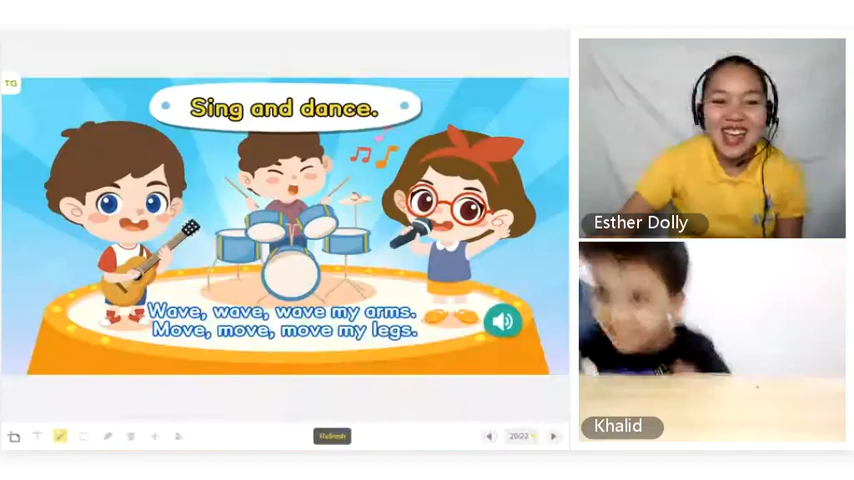 TG
Sing and dance.
Wave, wave, wave my arms.
Move, move, move my legs.
Refresh
20/22
Esther Dolly
Khalid